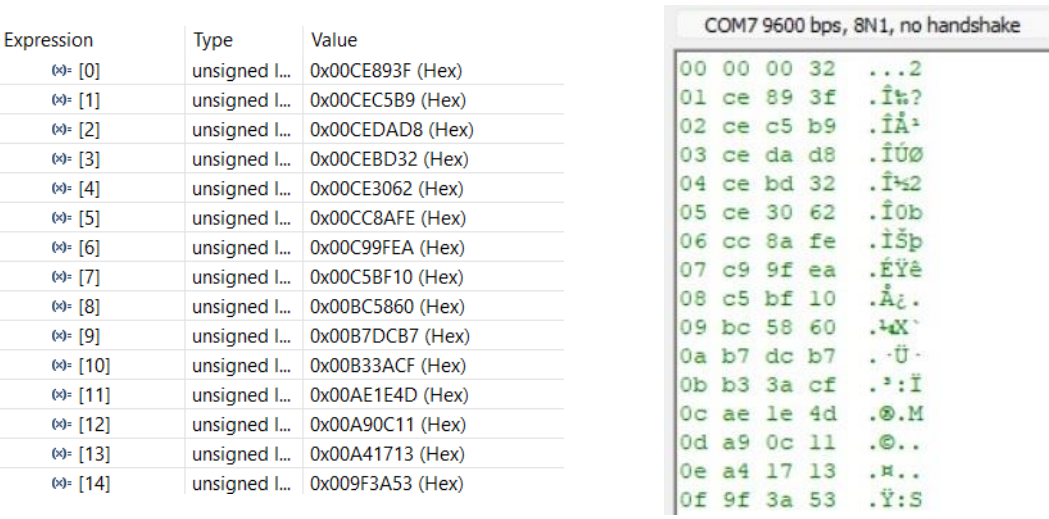 Expression Type Value
(x)= [0] unsigned l... 0x00CE893F (Hex)
(x)= [1] unsigned l... 0x00CEC5B9 (Hex)
(x)= [2] unsigned l... 0x00CEDAD8 (Hex)
(x)= [3] unsigned l... 0x00CEBD32 (Hex)
(x)= [4] unsigned l... 0x00CE3062 (Hex)
(x)= [5] unsigned l... 0x00CC8AFE (Hex)
(x)= [6] unsigned l... 0x00C99FEA (Hex)
(x)= [7] unsigned l... 0x00C5BF10 (Hex)
(x)= [8] unsigned l... 0x00BC5860 (Hex)
(x)= [9] unsigned l... 0x00B7DCB7 (Hex)
(x)= [10] unsigned l... 0x00B33ACF (Hex)
(x)= [11] unsigned l... 0x00AE1E4D (Hex)
(x)= [12] unsigned l... 0x00A90C11 (Hex)
(x)= [13] unsigned l... 0x00A41713 (Hex)
(x)= [14] unsigned l... 0x009F3A53 (Hex)
COM7 9600 bps, 8N1, no handshake
00 00 00 32 ...2
01 ce 89 3f .Î‰?
02 ce c5 b9 .ÎÅ¹
03 ce da d8 .ÎÚØ
04 ce bd 32 .Î½2
05 ce 30 62 .Î0b
06 cc 8a fe .ÌŠþ
07 c9 9f ea .ÉŸê
08 c5 bf 10 .Å¿.
09 bc 58 60 .¼X`
0a b7 dc b7 .·Ü·
0b b3 3a cf .³:Ï
0c ae 1e 4d .®.M
0d a9 0c 11 .©..
0e a4 17 13 .¤..
0f 9f 3a 53 .Ÿ:S